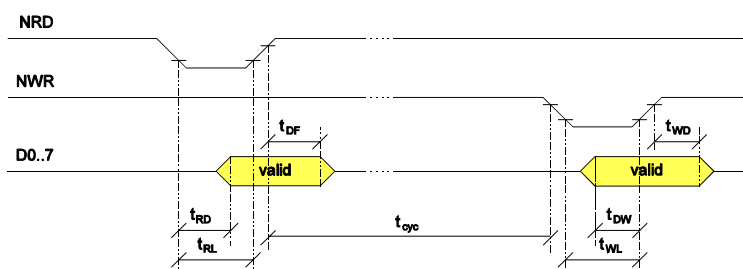 NRD
NWR
tDF
tWD
D0..7
valid
valid
tRD
tcyc
tDW
tRL
tWL